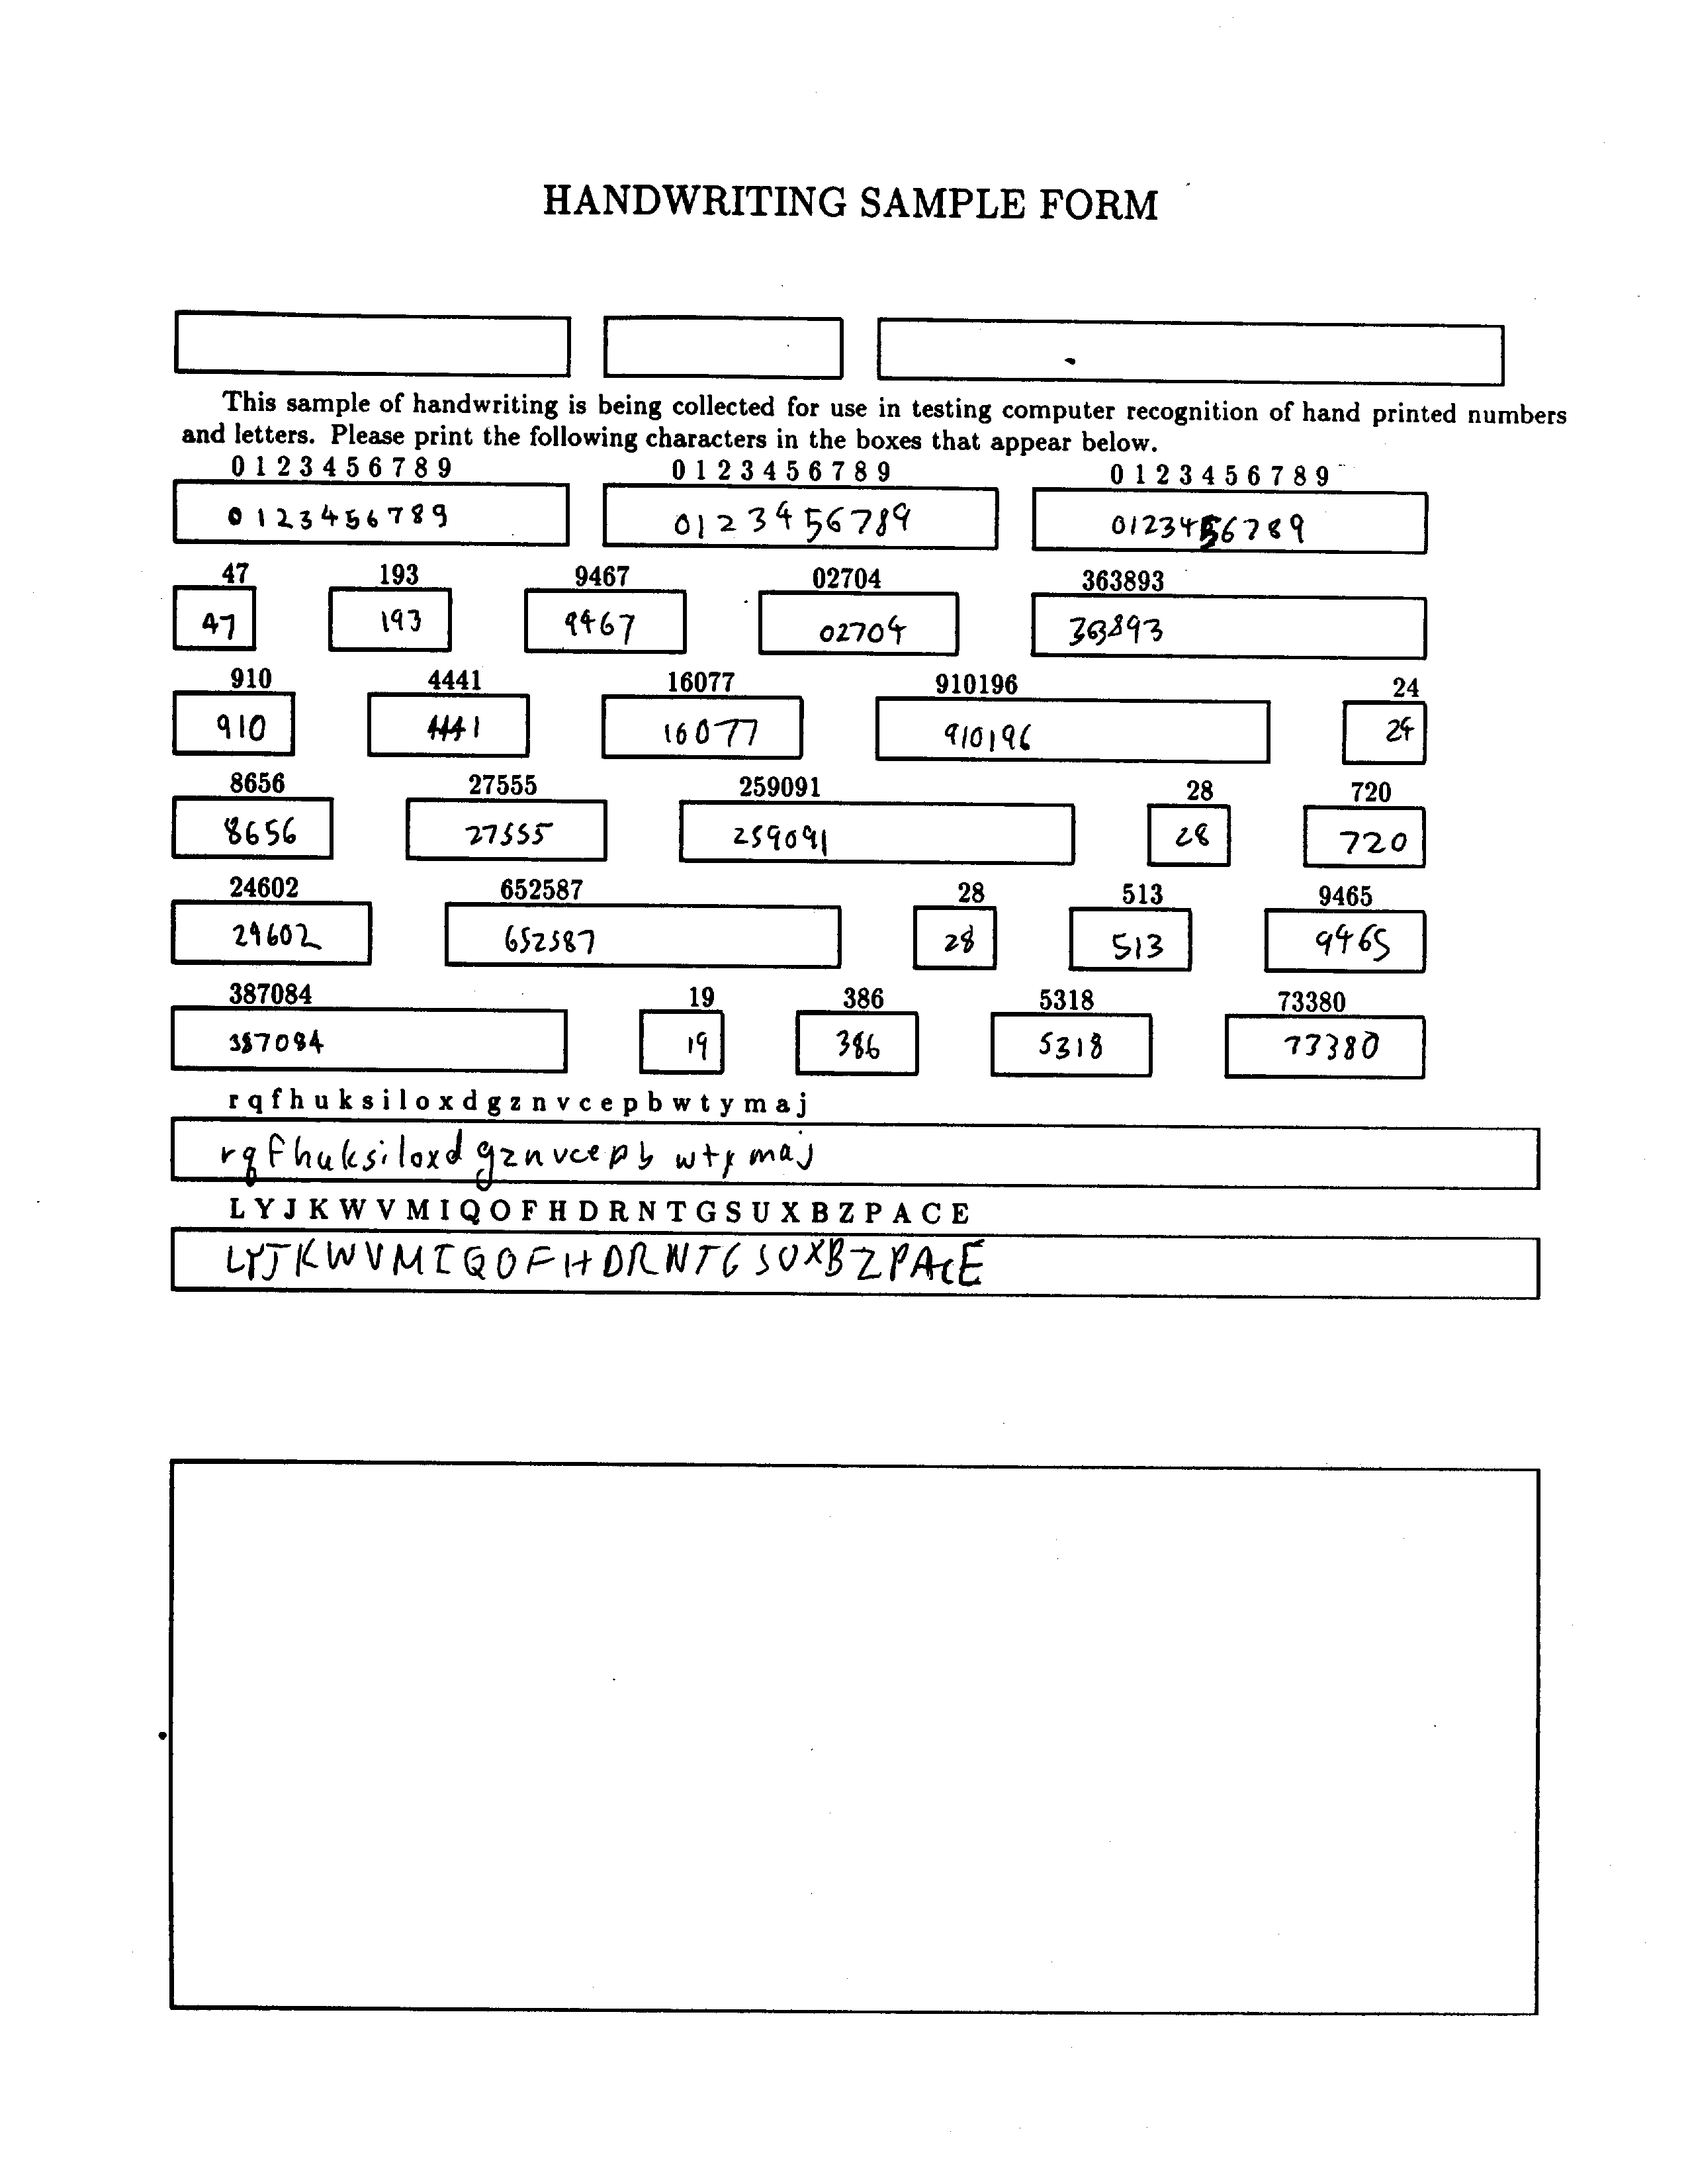 HANDWRITING SAMPLE FORM
This sample of handwriting is being collected for use in testing computer recognition of hand printed numbers
and letters. Please print the following characters in the boxes that appear below.
0 1 2 3 4 5 6 7 8 9 0 1 2 3 4 5 6 7 8 9 0 1 2 3 4 5 6 7 8 9
0123456789 0123456789 0123456789
47 193 9467 02704 363893
47 193 9467 02704 363893
910 4441 16077 910196 24
910 4441 16077 910196 24
8656 27555 259091 28 720
8656 27555 259091 28 720
24602 652587 28 513 9465
24602 652587 28 513 9465
387084 19 386 5318 73380
387084 19 386 5318 73380
r q f h u k s i l o x d g z n v c e p b w t y m a j
rqfhuksiloxd gznvcepb wty maj
L Y J K W V M I Q O F H D R N T G S U X B Z P A C E
LYJKWVMIQOFHDRNTGSUXBZPACE